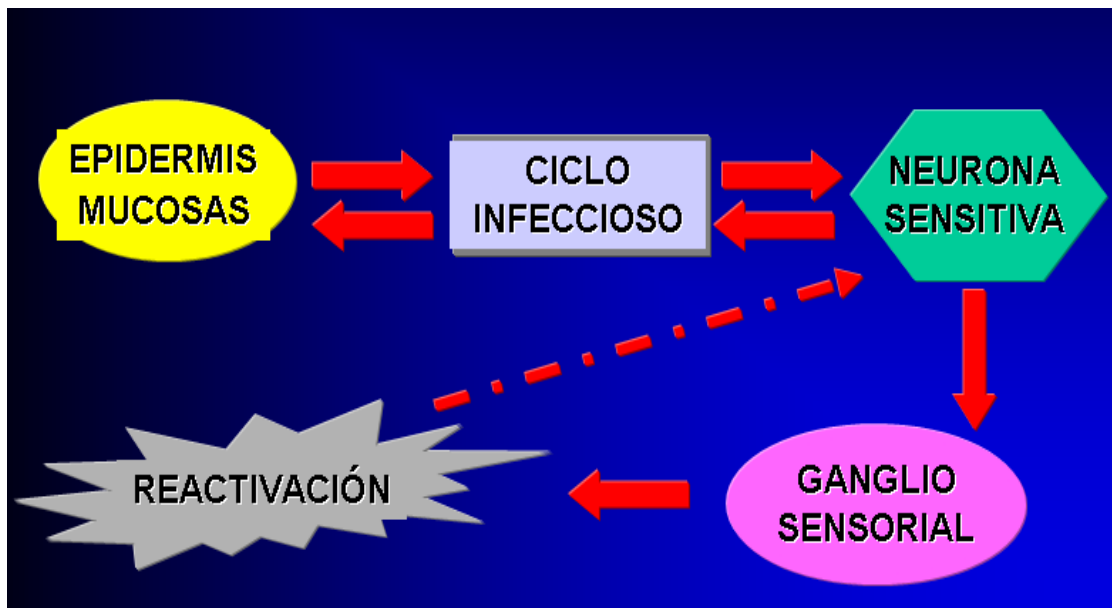 EPIDERMIS
MUCOSAS
CICLO
INFECCIOSO
NEURONA
SENSITIVA
REACTIVACIÓN
GANGLIO
SENSORIAL